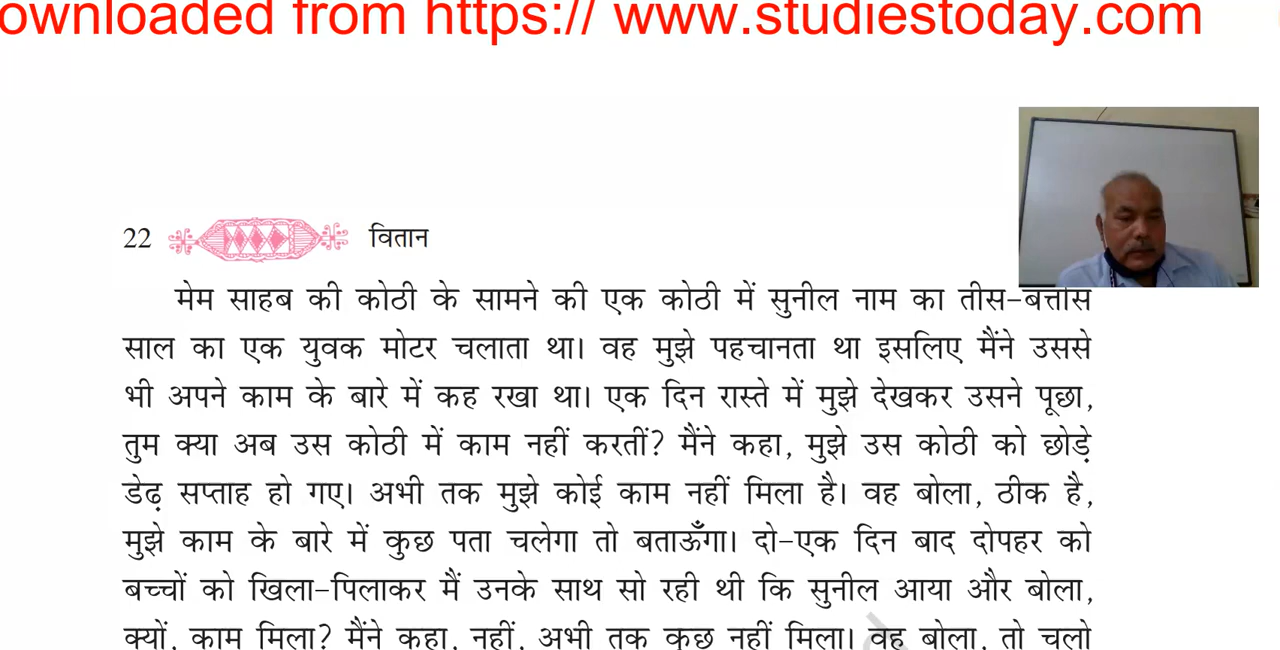 ownloaded from https:// www.studiestoday.com
22 वितान
मेम साहब की कोठी के सामने की एक कोठी में सुनील नाम का तीस-बत्तीस
साल का एक युवक मोटर चलाता था। वह मुझे पहचानता था इसलिए मैंने उससे
भी अपने काम के बारे में कह रखा था। एक दिन रास्ते में मुझे देखकर उसने पूछा,
तुम क्या अब उस कोठी में काम नहीं करतीं? मैंने कहा, मुझे उस कोठी को छोड़े
डेढ़ सप्ताह हो गए। अभी तक मुझे कोई काम नहीं मिला है। वह बोला, ठीक है,
मुझे काम के बारे में कुछ पता चलेगा तो बताऊँगा। दो-एक दिन बाद दोपहर को
बच्चों को खिला-पिलाकर मैं उनके साथ सो रही थी कि सुनील आया और बोला,
क्यों, काम मिला? मैंने कहा, नहीं, अभी तक कुछ नहीं मिला। वह बोला, तो चलो